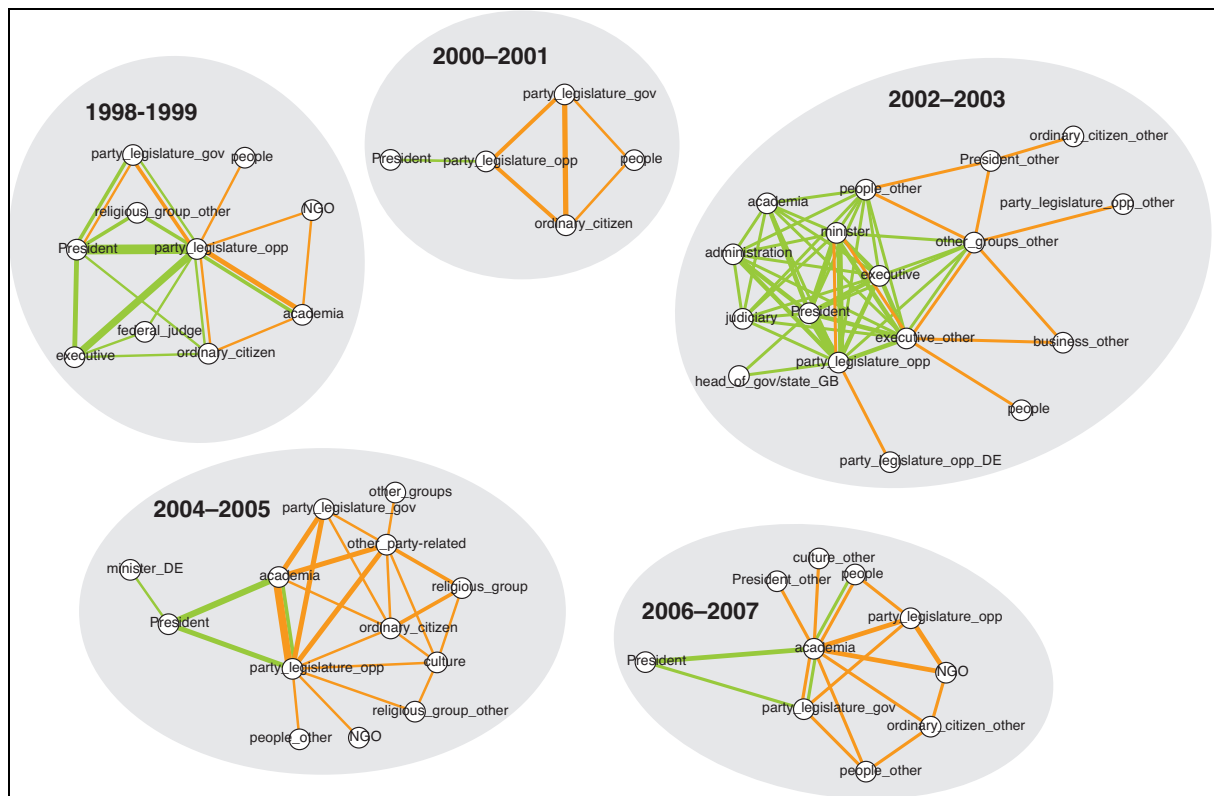 1998-1999
party_legislature_gov
people
religious_group_other
NGO
President
party_legislature_opp
academia
federal_judge
executive
ordinary_citizen
2000–2001
party_legislature_gov
President
party_legislature_opp
people
ordinary_citizen
2002–2003
ordinary_citizen_other
President_other
people_other
academia
party_legislature_opp_other
minister
other_groups_other
administration
executive
President
judiciary
executive_other
business_other
party_legislature_opp
head_of_gov/state_GB
people
party_legislature_opp_DE
2004–2005
other_groups
party_legislature_gov
other_party-related
minister_DE
academia
religious_group
President
ordinary_citizen
party_legislature_opp
culture
religious_group_other
people_other
NGO
2006–2007
culture_other
President_other
people
party_legislature_opp
academia
President
NGO
party_legislature_gov
ordinary_citizen_other
people_other